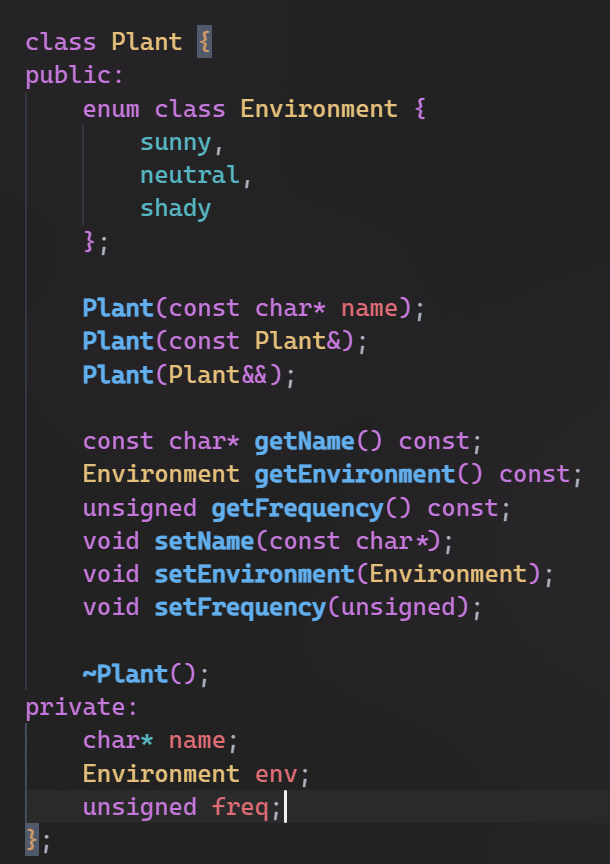 class Plant {
public:
    enum class Environment {
        sunny,
        neutral,
        shady
    };

    Plant(const char* name);
    Plant(const Plant&);
    Plant(Plant&&);

    const char* getName() const;
    Environment getEnvironment() const;
    unsigned getFrequency() const;
    void setName(const char*);
    void setEnvironment(Environment);
    void setFrequency(unsigned);

    ~Plant();
private:
    char* name;
    Environment env;
    unsigned freq;
};